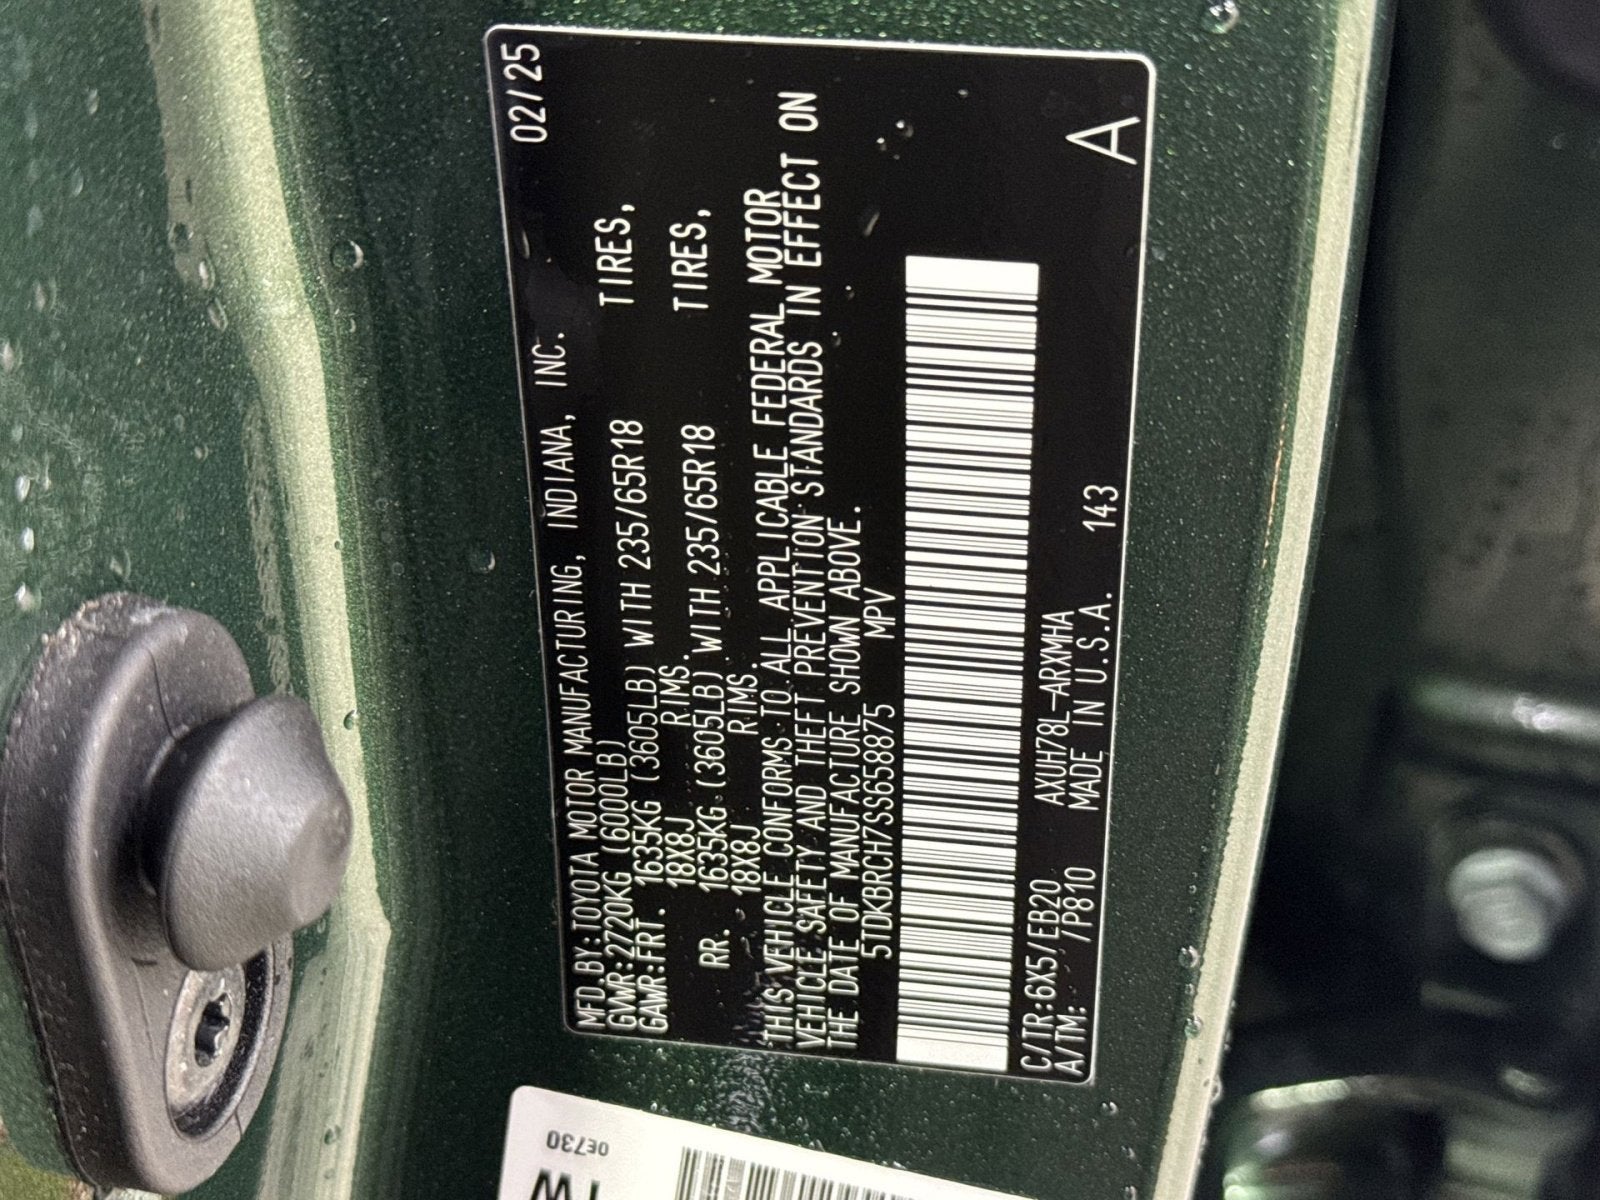 02/25
MFD.BY:TOYOTA MOTOR MANUFACTURING, INDIANA, INC.
GVWR:2720KG (6000LB)
GAWR:FRT. 1635KG (3605LB) WITH 235/65R18 TIRES,
18X8J RIMS.
RR. 1635KG (3605LB) WITH 235/65R18 TIRES,
18X8J RIMS.
THIS VEHICLE CONFORMS TO ALL APPLICABLE FEDERAL MOTOR
VEHICLE SAFETY AND THEFT PREVENTION STANDARDS IN EFFECT ON
THE DATE OF MANUFACTURE SHOWN ABOVE.
5TDKBRCH7SS658875 MPV
C/TR:6X5/EB20 AXUH78L-ARXMHA
A/TM: /P810 MADE IN U.S.A. 143
A
0E730